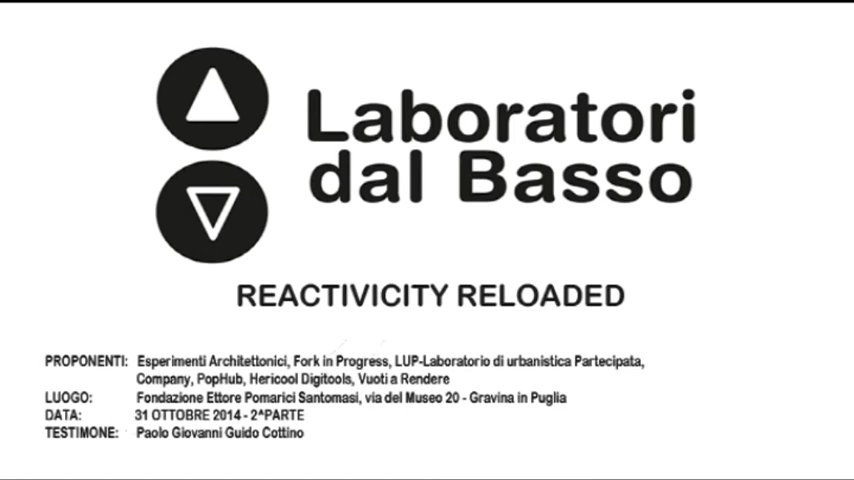 Laboratori
dal Basso
REACTIVICITY RELOADED
PROPONENTI: Esperimenti Architettonici, Fork in Progress, LUP-Laboratorio di urbanistica Partecipata,
Company, PopHub, Hericool Digitools, Vuoti a Rendere
LUOGO: Fondazione Ettore Pomarici Santomasi, via del Museo 20 - Gravina in Puglia
DATA: 31 OTTOBRE 2014 - 2^PARTE
TESTIMONE: Paolo Giovanni Guido Cottino